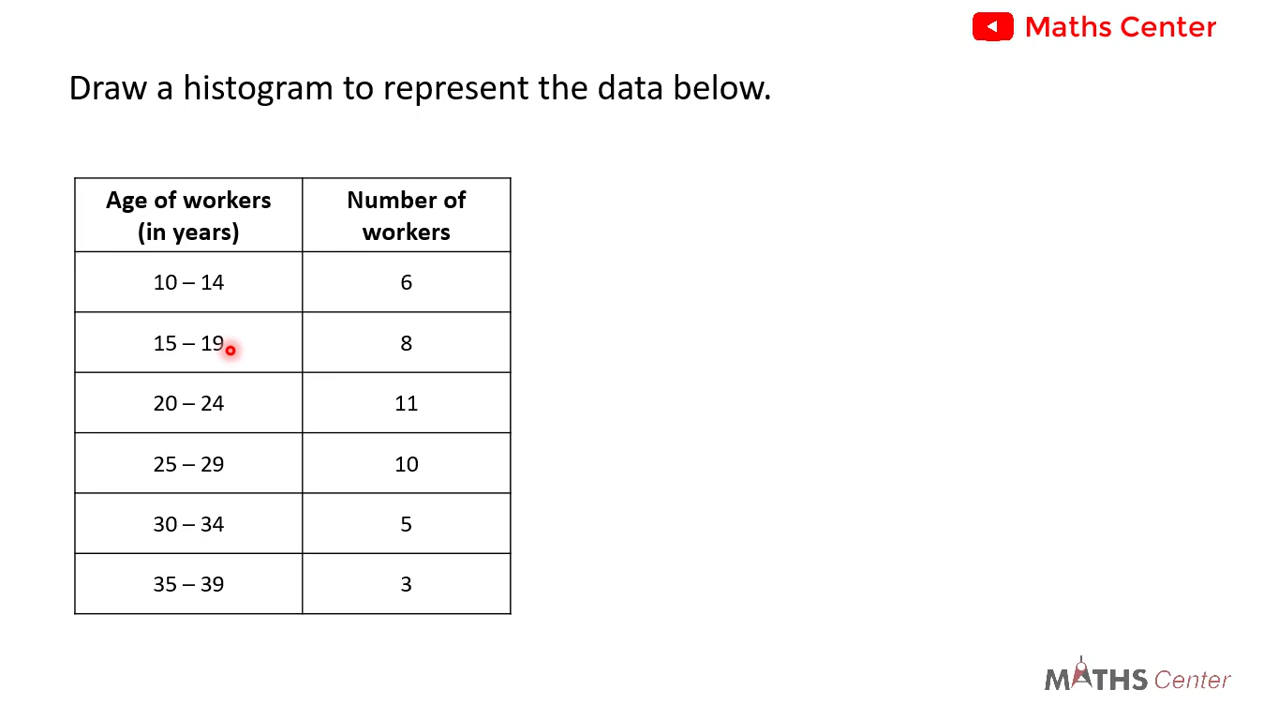 Maths Center
Draw a histogram to represent the data below.
Age of workers Number of
(in years) workers
10 – 14 6
15 – 19 8
20 – 24 11
25 – 29 10
30 – 34 5
35 – 39 3
MATHS Center